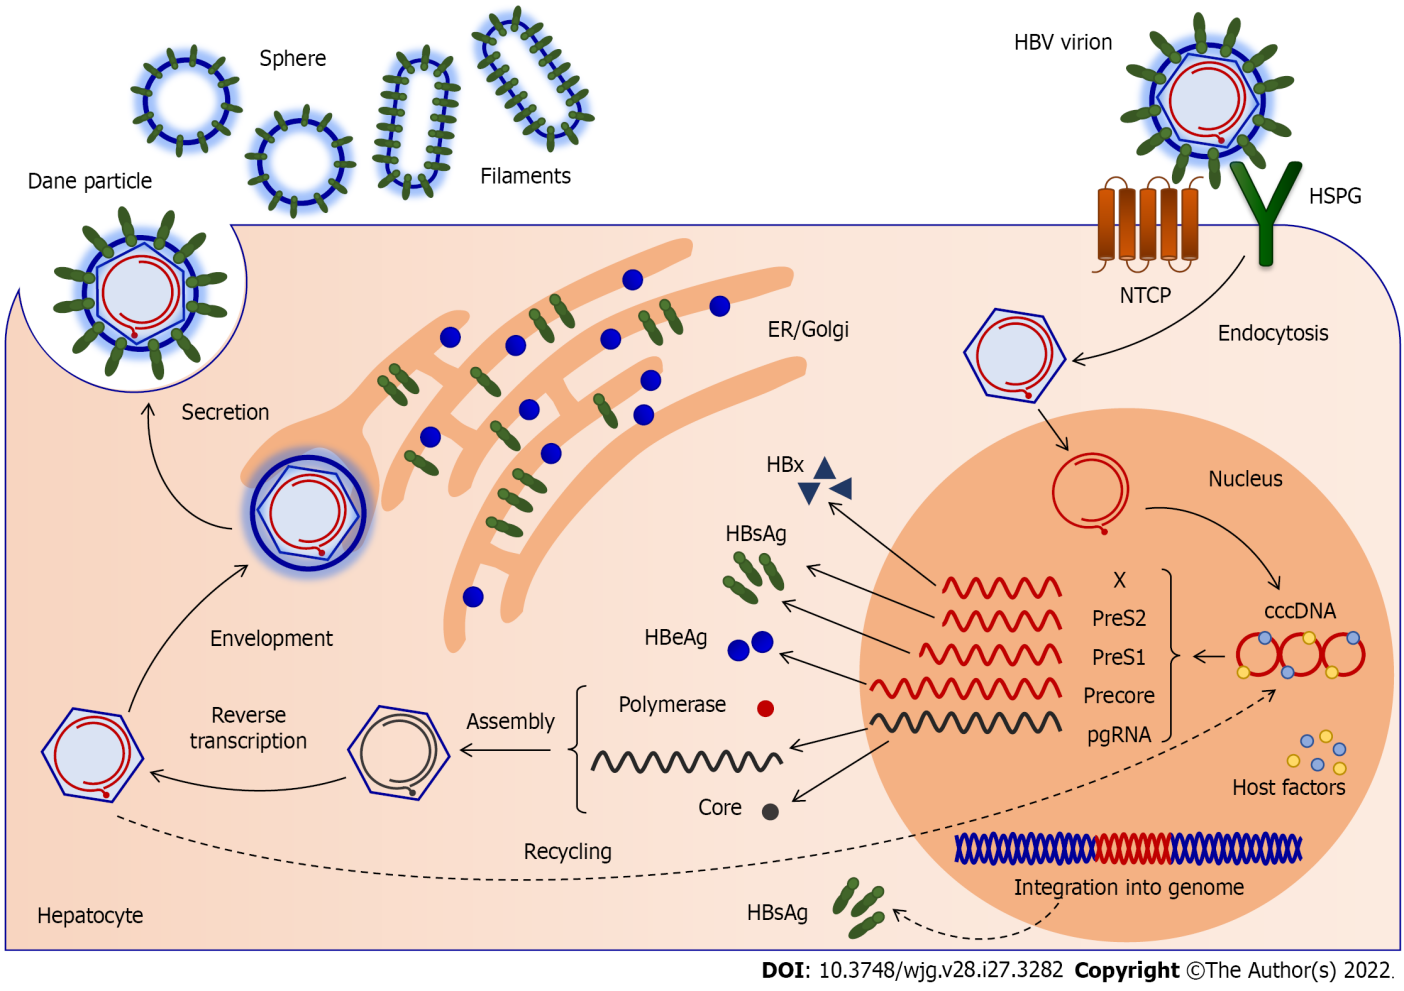 Sphere
HBV virion
Filaments
Dane particle
HSPG
NTCP
ER/Golgi
Endocytosis
Secretion
HBx
Nucleus
HBsAg
X
cccDNA
PreS2
HBeAg
PreS1
Envelopment
Precore
Polymerase
pgRNA
Assembly
Reverse
transcription
Core
Host factors
Recycling
Integration into genome
HBsAg
Hepatocyte
DOI: 10.3748/wjg.v28.i27.3282 Copyright ©The Author(s) 2022.